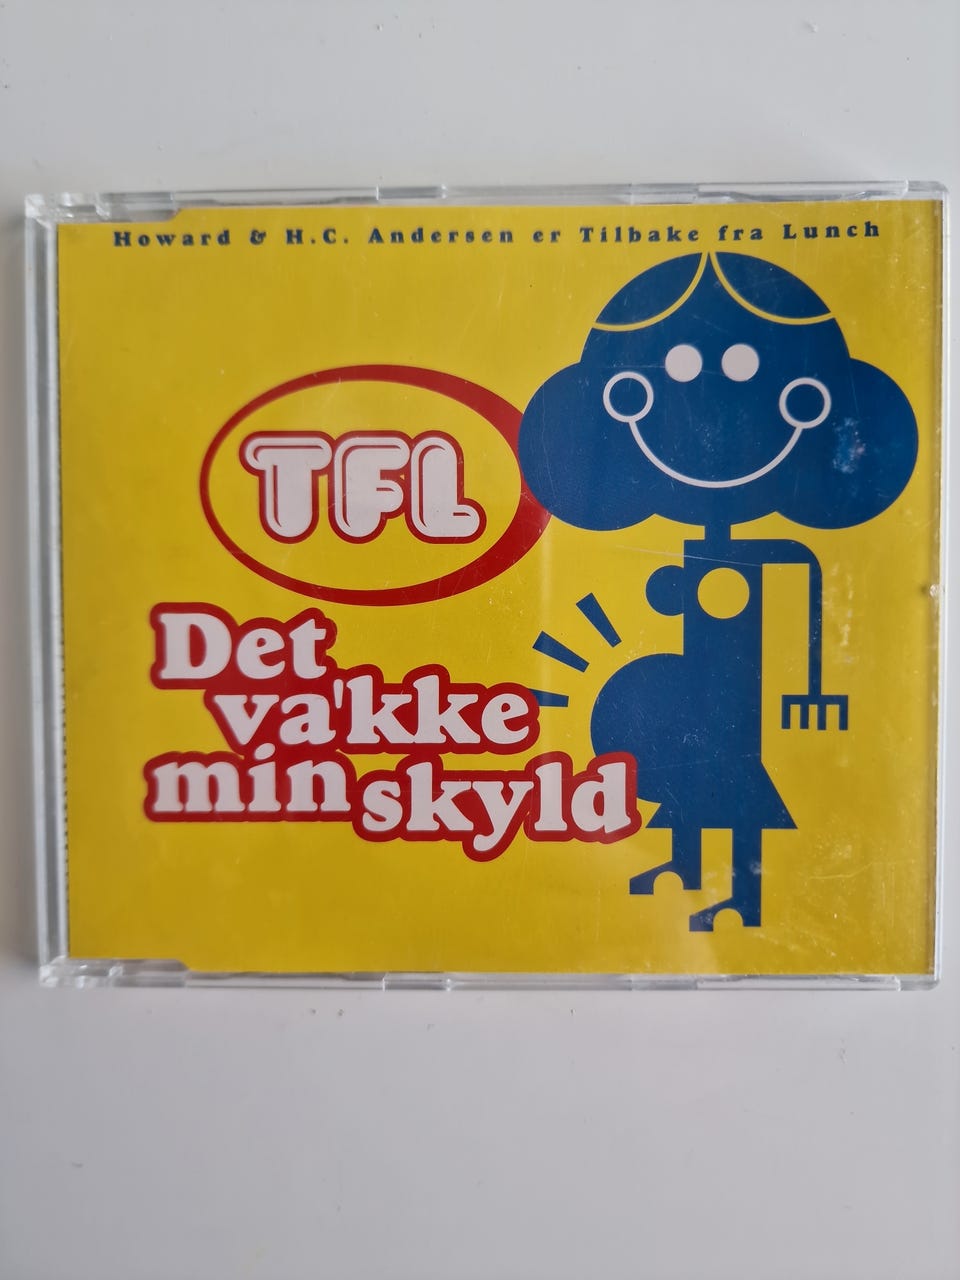 Howard & H.C. Andersen er Tilbake fra Lunch
TFL
Det
va'kke
min skyld